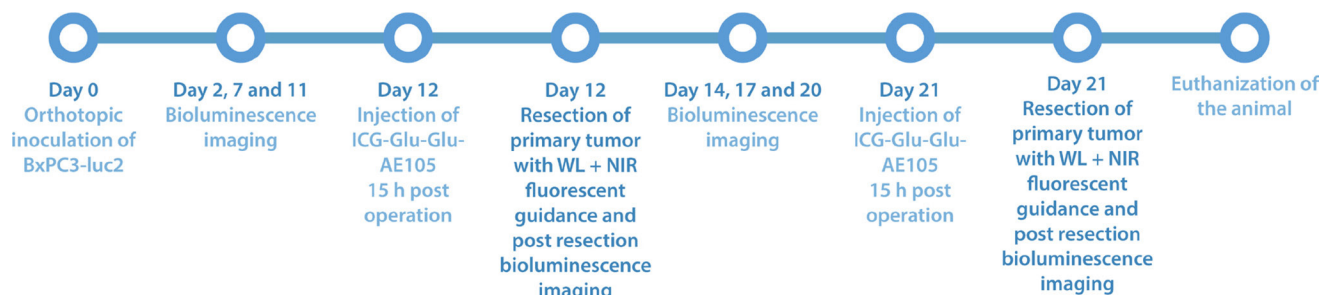 Day 0
Orthotopic
inoculation of
BxPC3-luc2
Day 2, 7 and 11
Bioluminescence
imaging
Day 12
Injection of
ICG-Glu-Glu-
AE105
15 h post
operation
Day 12
Resection of
primary tumor
with WL + NIR
fluorescent
guidance and
post resection
bioluminescence
imaging
Day 14, 17 and 20
Bioluminescence
imaging
Day 21
Injection of
ICG-Glu-Glu-
AE105
15 h post
operation
Day 21
Resection of
primary tumor
with WL + NIR
fluorescent
guidance and
post resection
bioluminescence
imaging
Euthanization of
the animal